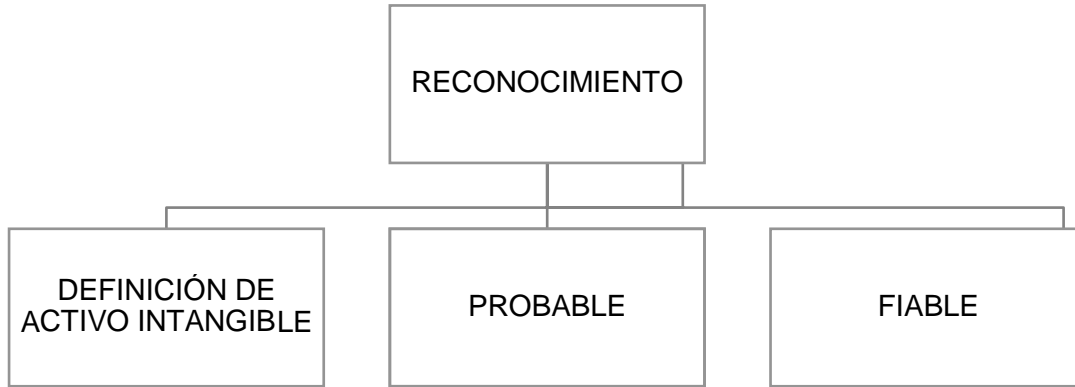 RECONOCIMIENTO
DEFINICIÓN DE
ACTIVO INTANGIBLE
PROBABLE
FIABLE